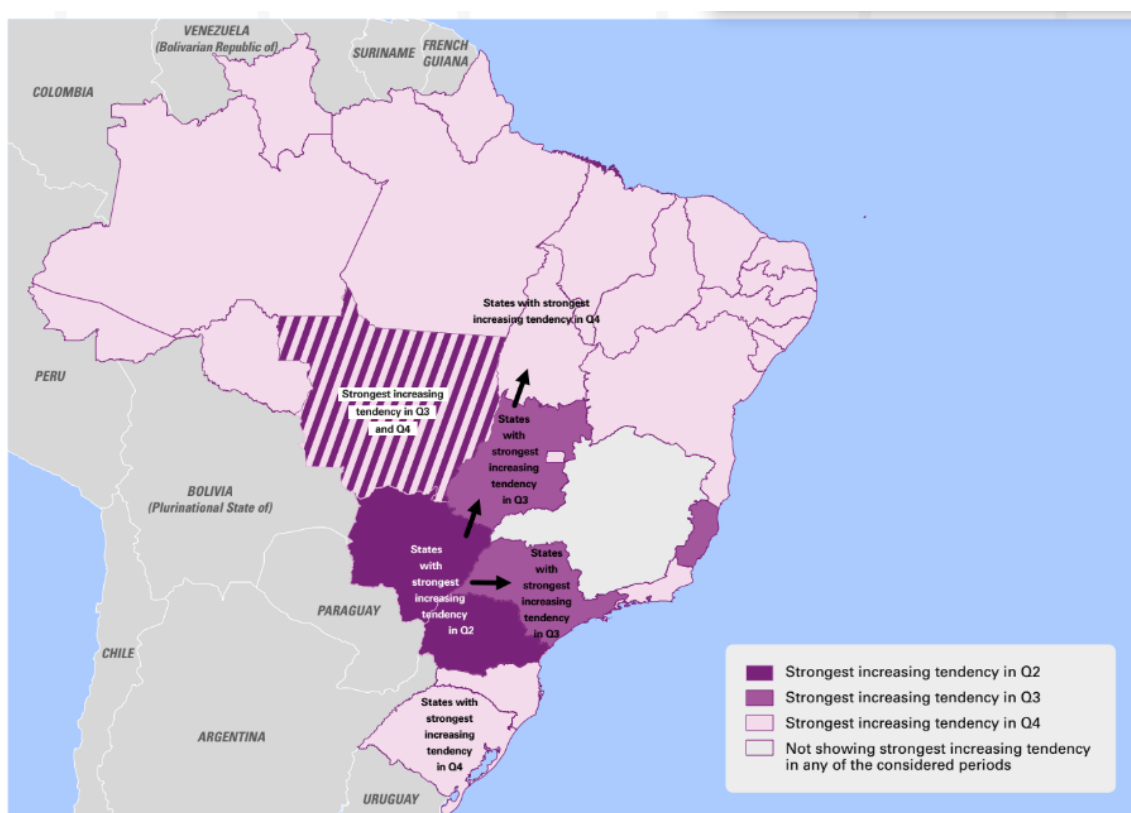 VENEZUELA
(Bolivarian Republic of)
SURINAME
FRENCH
GUIANA
COLOMBIA
States with strongest
increasing tendency in Q4
PERU
Strongest increasing
tendency in Q3
and Q4
States
with
strongest
increasing
tendency
in Q3
BOLIVIA
(Plurinational State of)
States
with
strongest
increasing
tendency
in Q2
States
with
strongest
increasing
tendency
in Q3
PARAGUAY
CHILE
States with
strongest
increasing
tendency
in Q4
ARGENTINA
URUGUAY
Strongest increasing tendency in Q2
Strongest increasing tendency in Q3
Strongest increasing tendency in Q4
Not showing strongest increasing tendency
in any of the considered periods